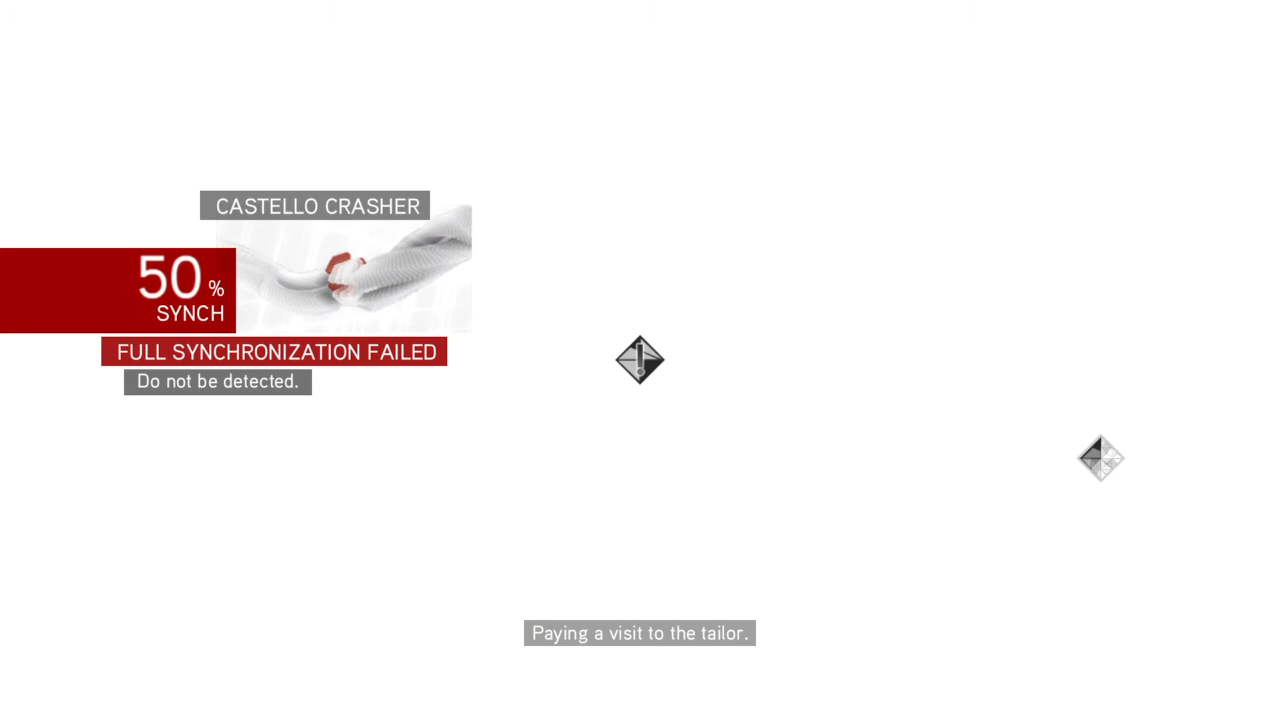 CASTELLO CRASHER
50 %
SYNCH
FULL SYNCHRONIZATION FAILED
Do not be detected.
Paying a visit to the tailor.